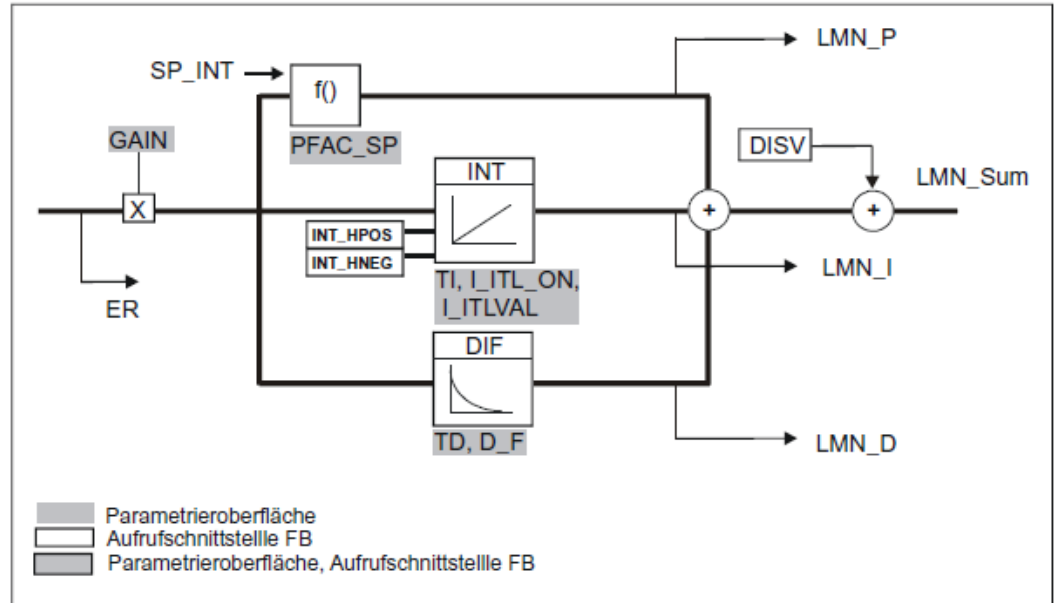 LMN_P
SP_INT
f()
GAIN
PFAC_SP
DISV
INT
LMN_Sum
X
+
+
INT_HPOS
INT_HNEG
LMN_I
TI, I_ITL_ON,
I_ITLVAL
ER
DIF
TD, D_F
LMN_D
Parametrieroberfläche
Aufrufschnittstellle FB
Parametrieroberfläche, Aufrufschnittstellle FB